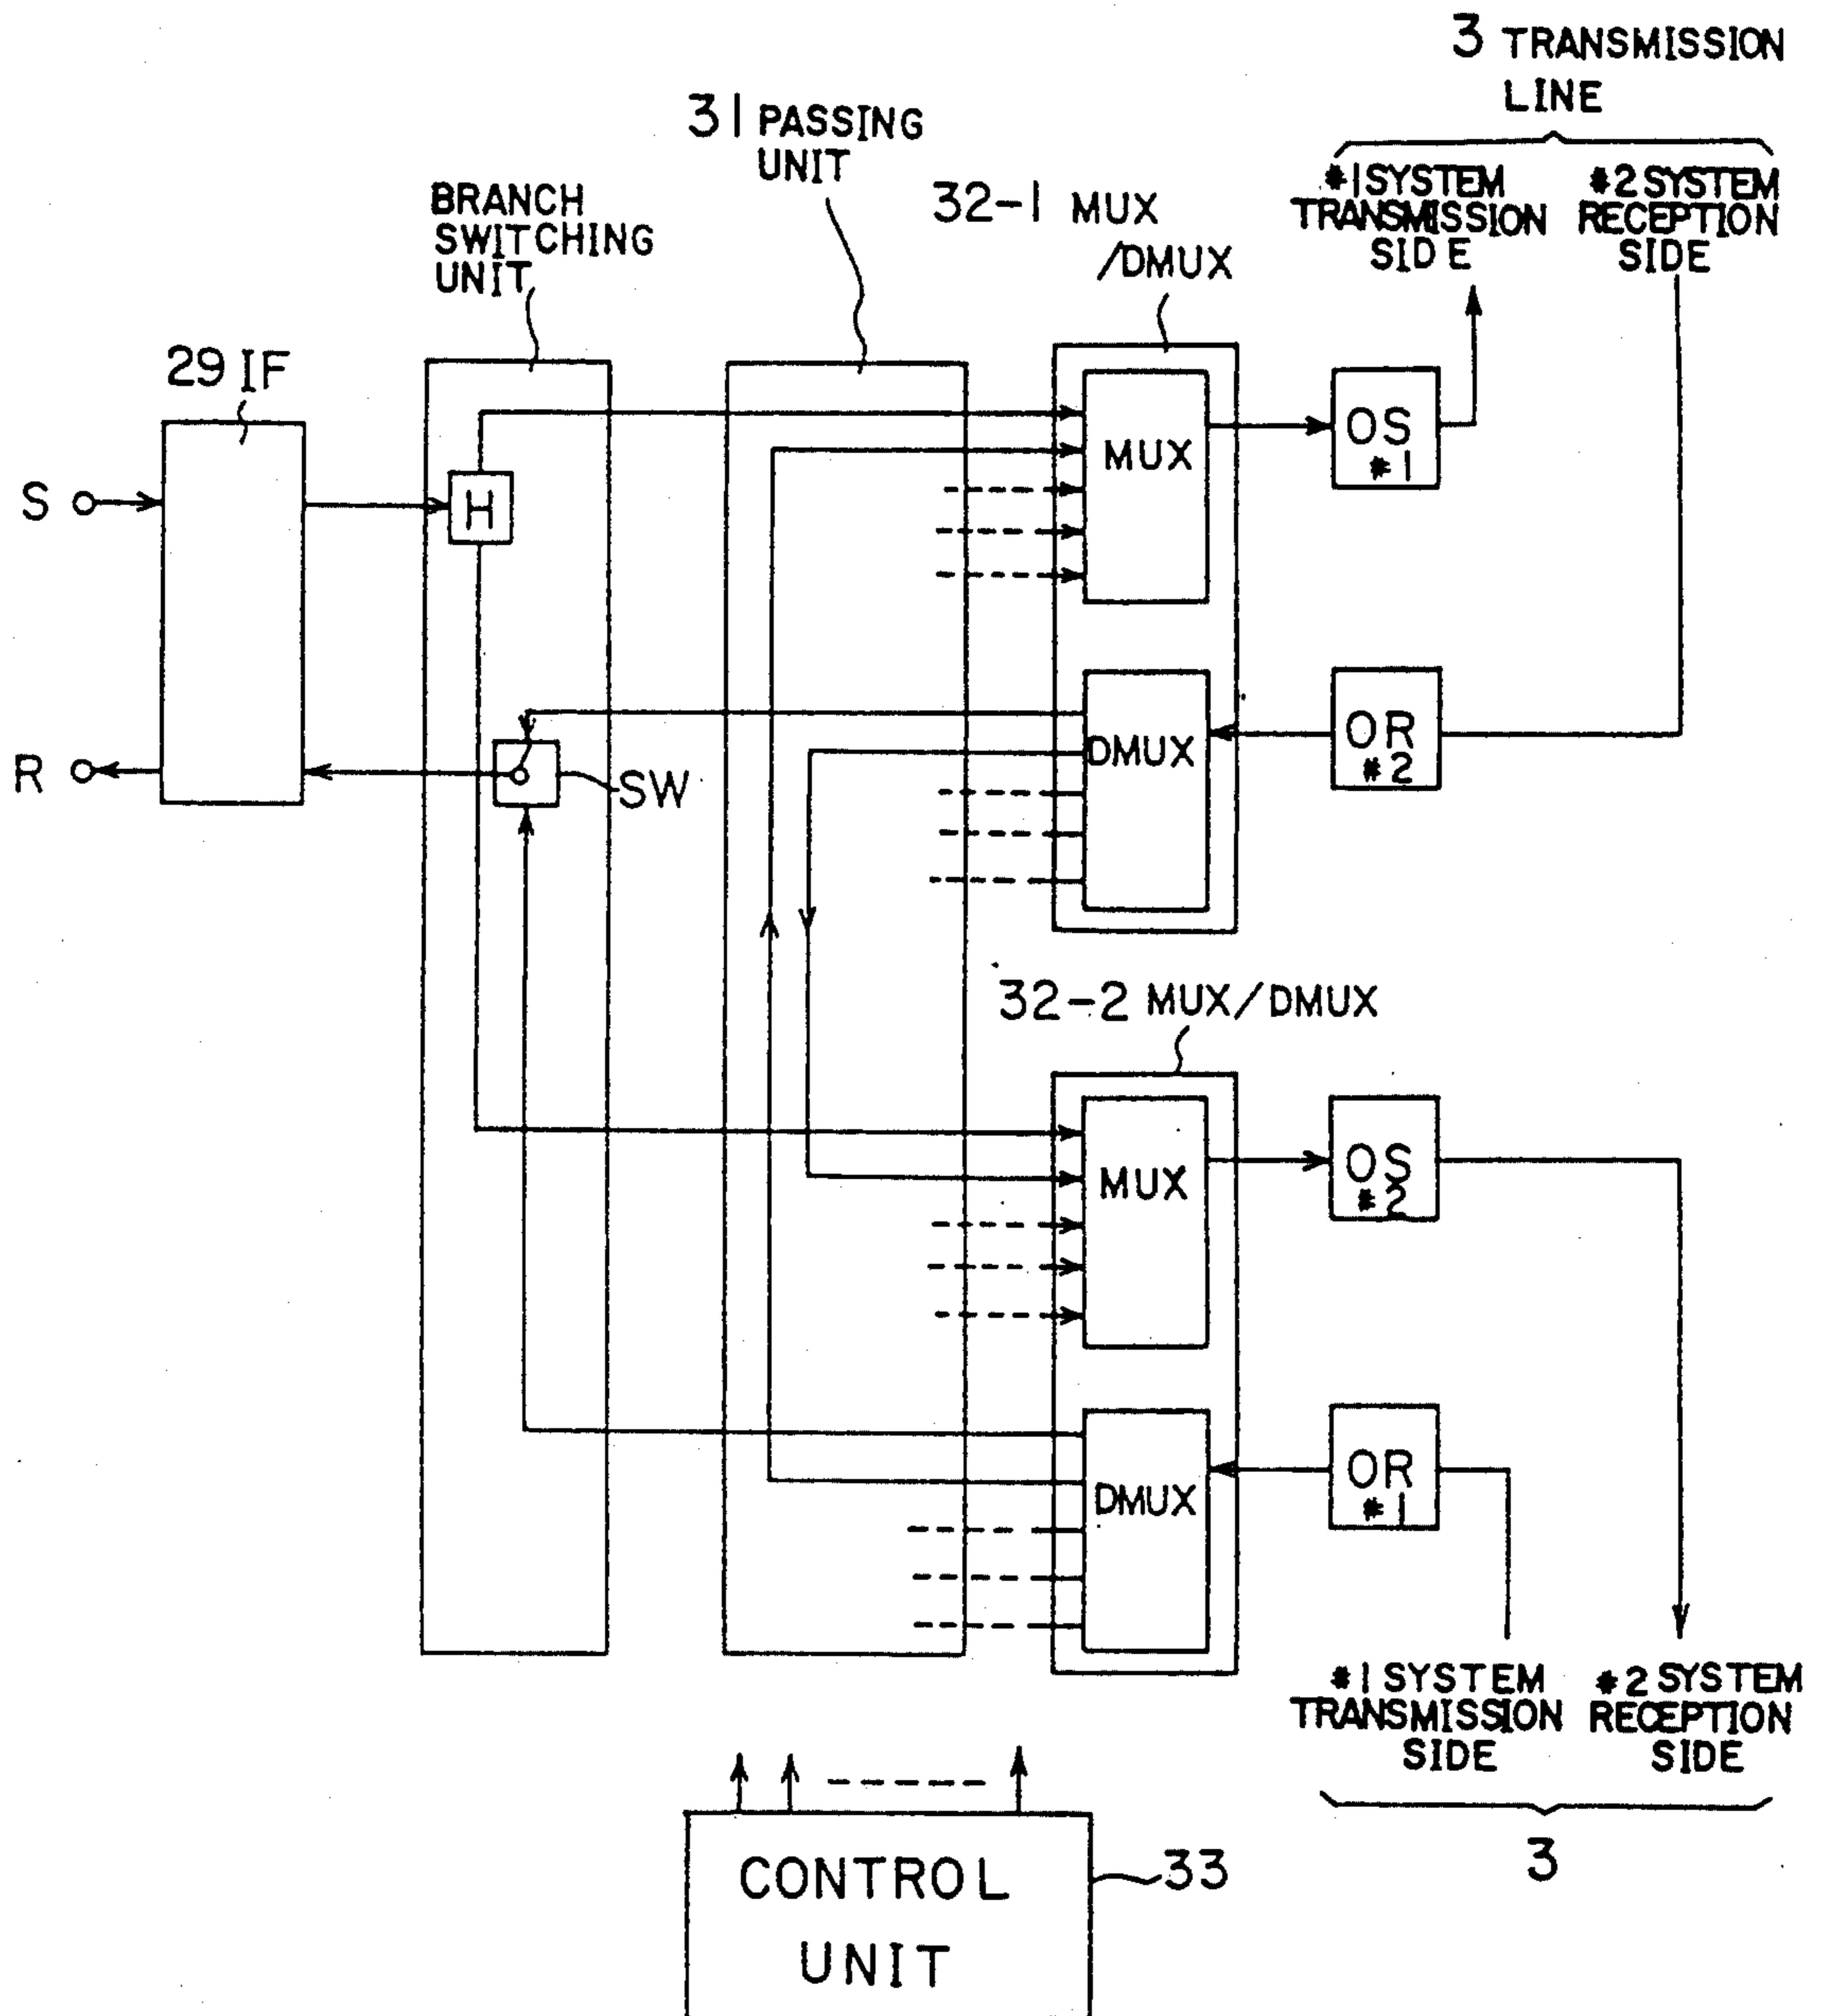 3 TRANSMISSION
LINE
31 PASSING
UNIT
#1 SYSTEM
TRANSMISSION
SIDE
#2 SYSTEM
RECEPTION
SIDE
BRANCH
SWITCHING
UNIT
32-1 MUX
/DMUX
29 IF
S
H
MUX
OS
#1
R
SW
DMUX
OR
#2
32-2 MUX/DMUX
MUX
OS
#2
DMUX
OR
#1
#1 SYSTEM
TRANSMISSION
SIDE
#2 SYSTEM
RECEPTION
SIDE
3
CONTROL
UNIT
33